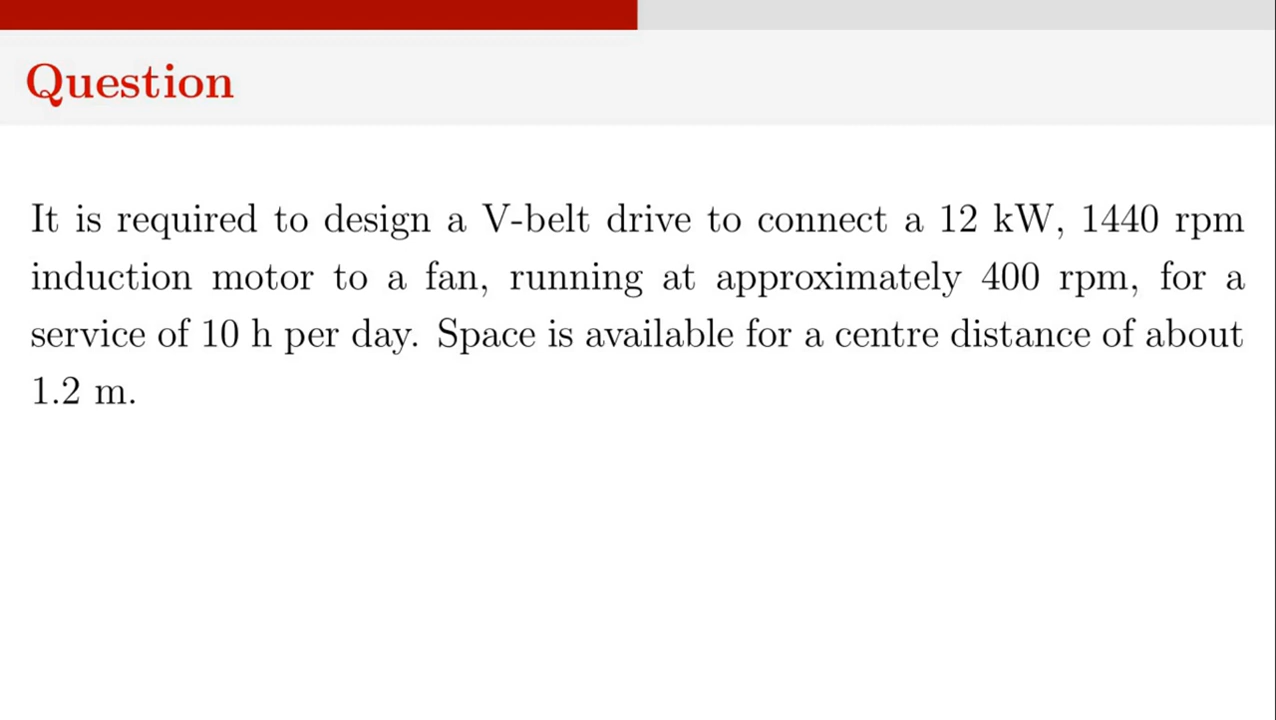 Question
It is required to design a V-belt drive to connect a 12 kW, 1440 rpm
induction motor to a fan, running at approximately 400 rpm, for a
service of 10 h per day. Space is available for a centre distance of about
1.2 m.